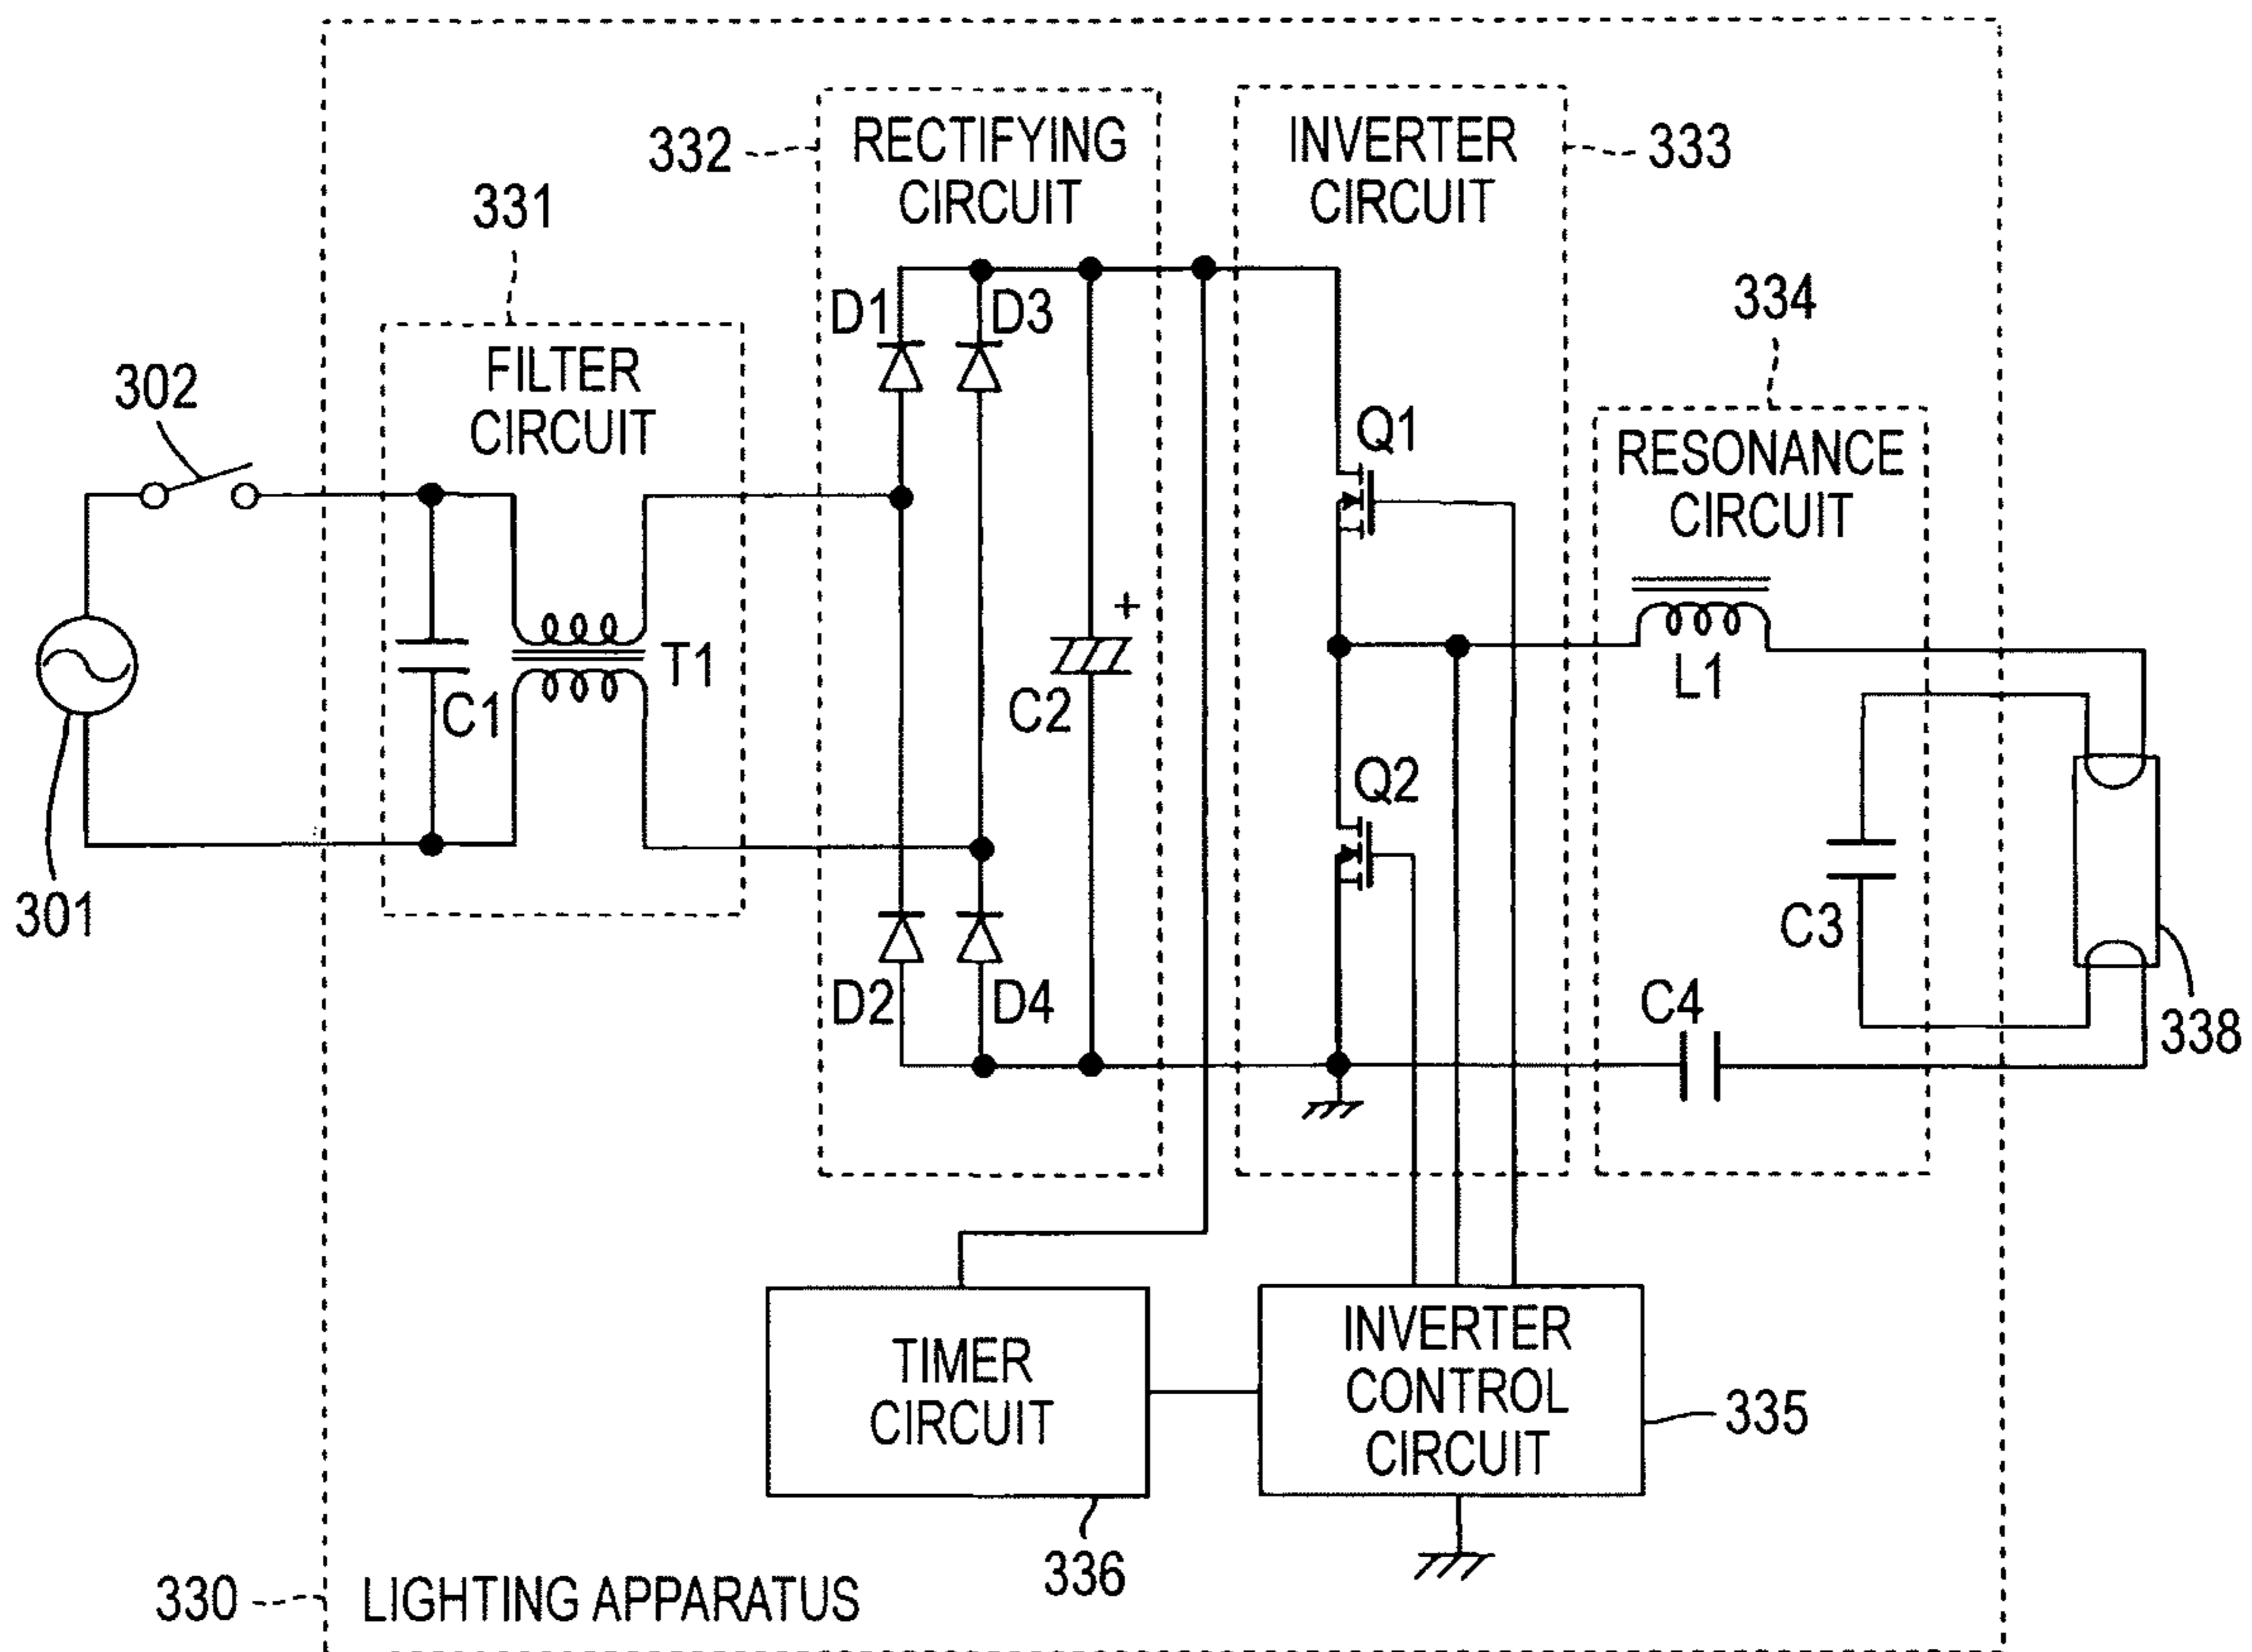 332
RECTIFYING
CIRCUIT
INVERTER
CIRCUIT
333
331
334
D1
D3
302
FILTER
CIRCUIT
Q1
RESONANCE
CIRCUIT
+
T1
C1
C2
L1
Q2
301
C3
D2
D4
C4
338
TIMER
CIRCUIT
INVERTER
CONTROL
CIRCUIT
335
336
330
LIGHTING APPARATUS